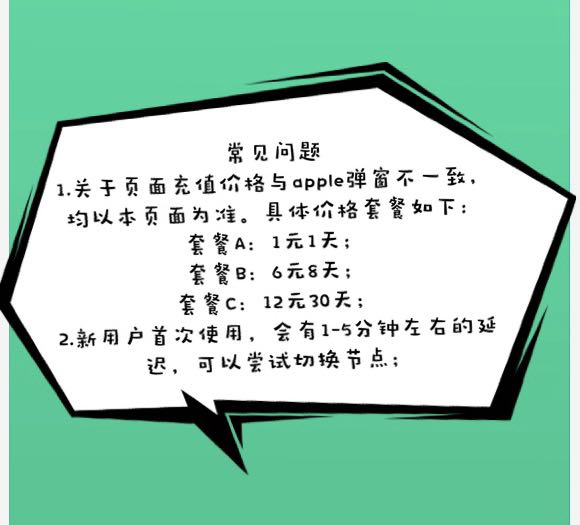 常见问题
1.关于页面充值价格与apple弹窗不一致，
均以本页面为准。具体价格套餐如下：
套餐A：1元1天；
套餐B：6元8天；
套餐C：12元30天；
2.新用户首次使用，会有1-5分钟左右的延
迟，可以尝试切换节点；